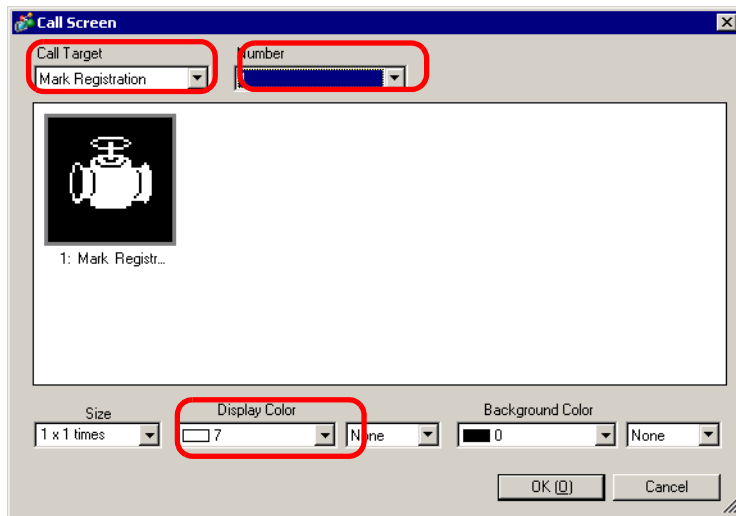 Call Screen
Call Target Number
Mark Registration
1: Mark Registr...
Size Display Color Background Color
1 x 1 times 7 None 0 None
OK (O) Cancel